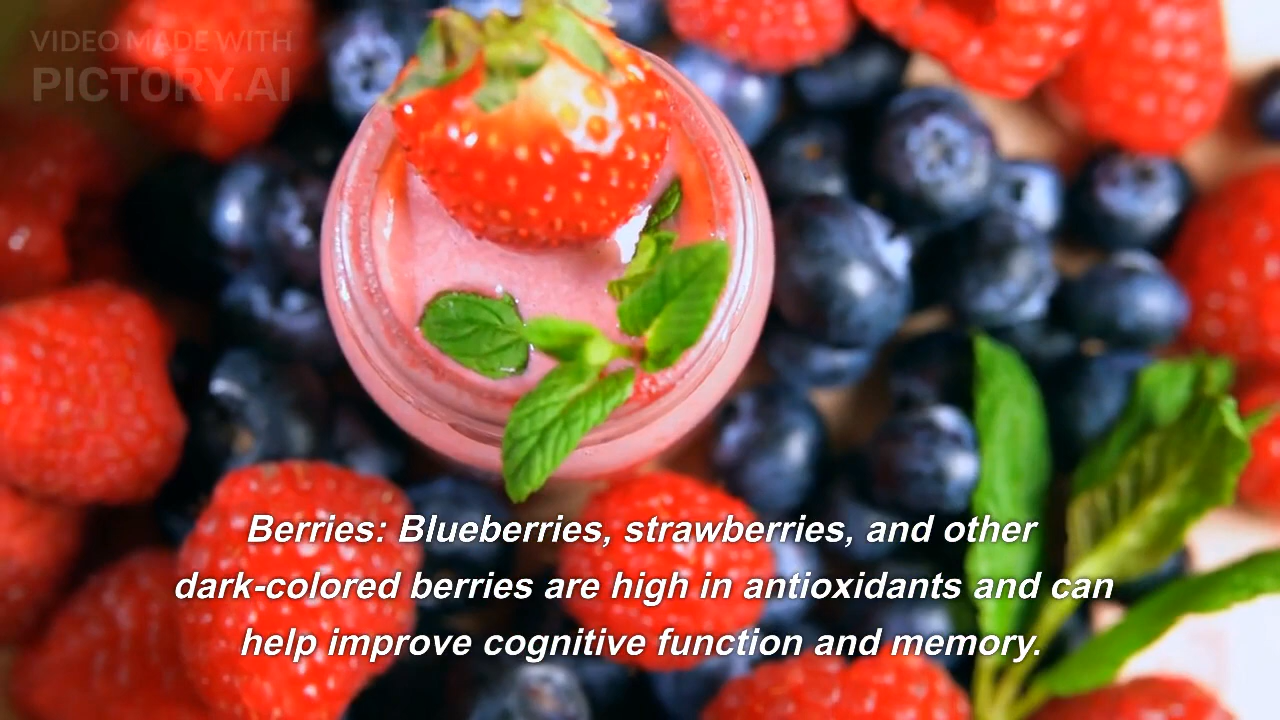 VIDEO MADE WITH
PICTORY.AI
Berries: Blueberries, strawberries, and other
dark-colored berries are high in antioxidants and can
help improve cognitive function and memory.